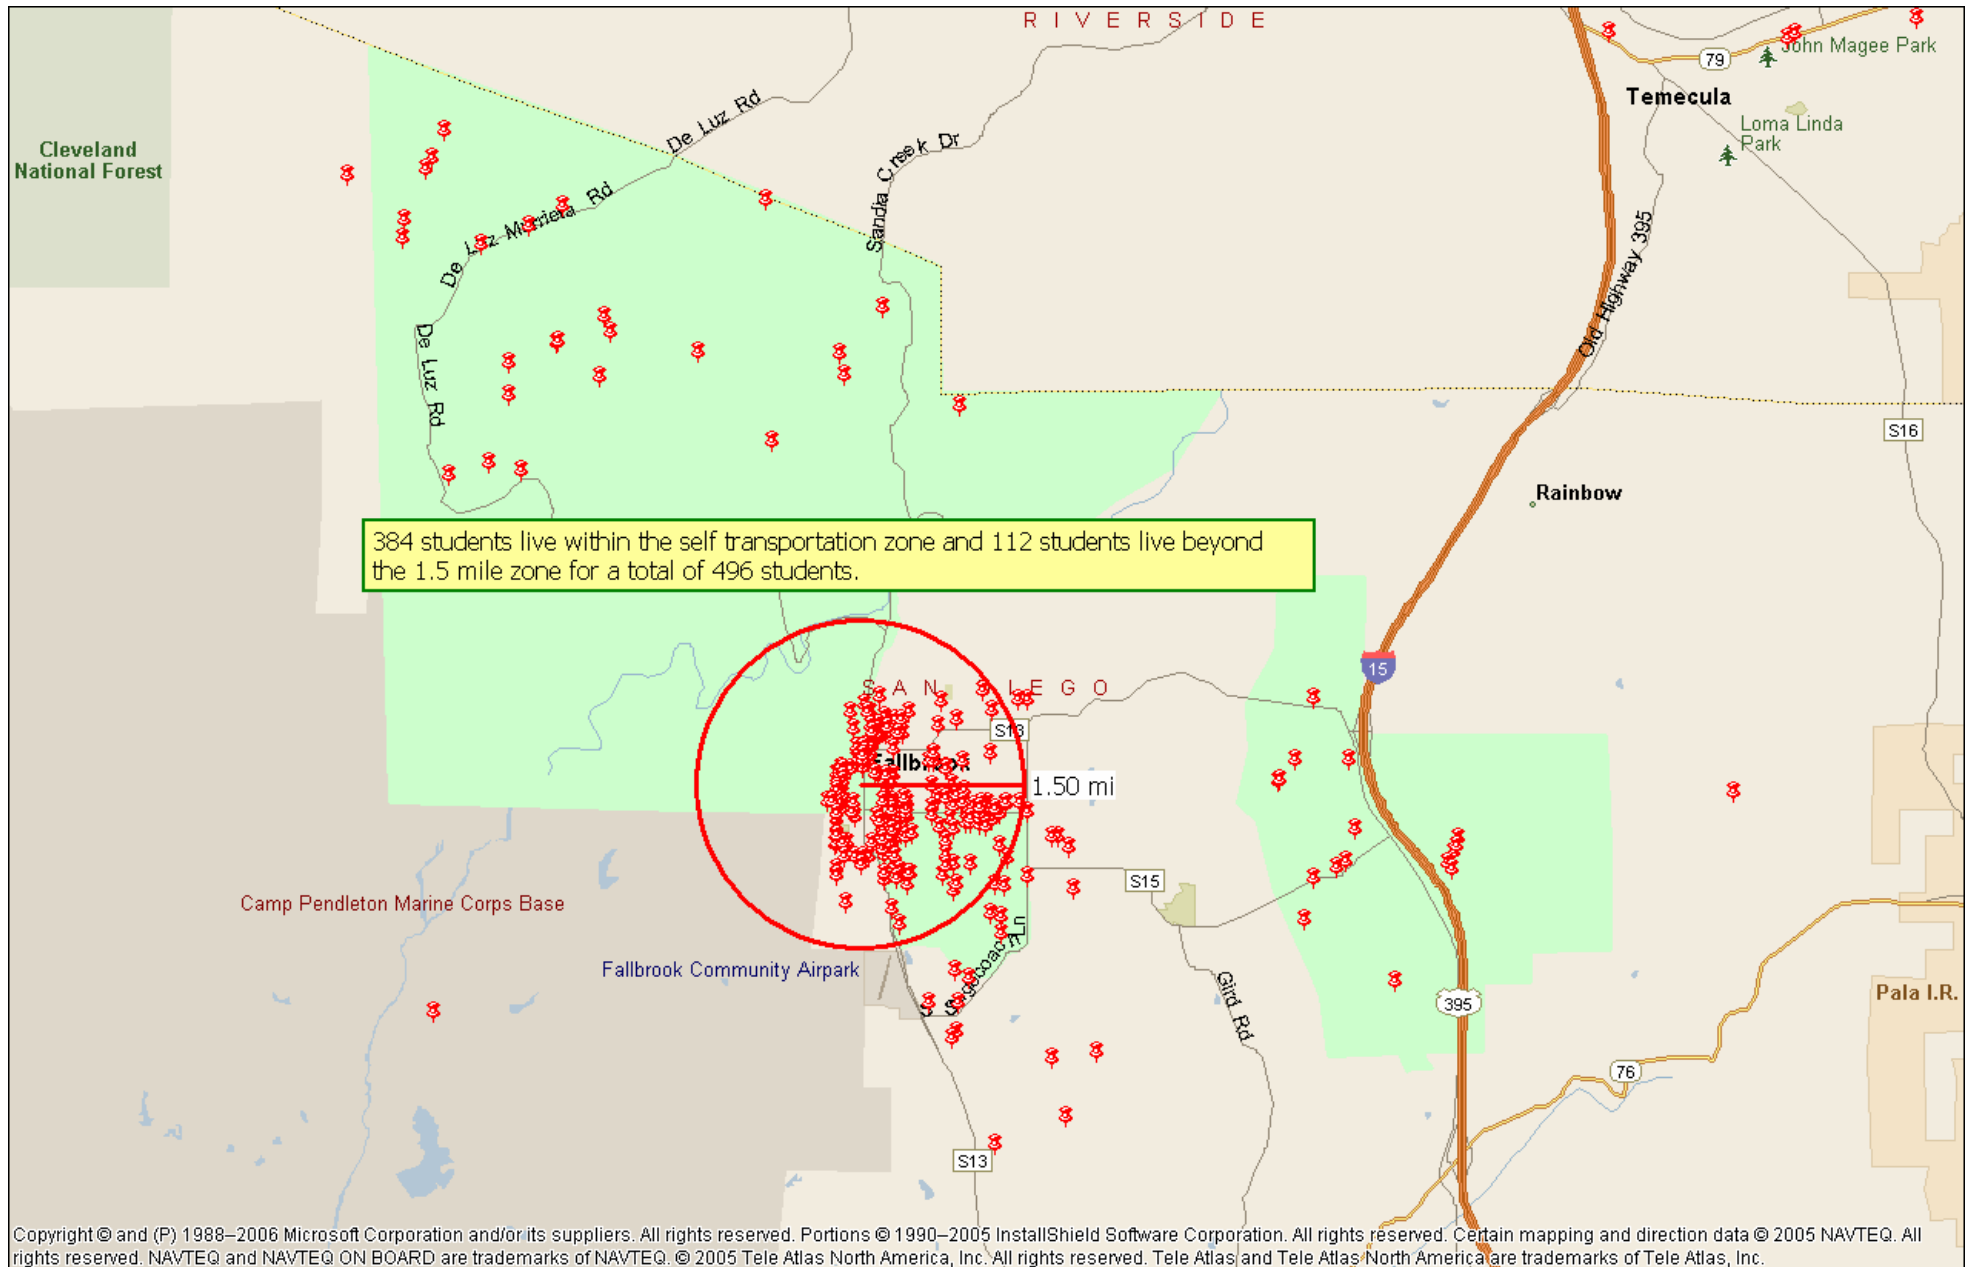 RIVERSIDE
79
John Magee Park
Temecula
Loma Linda
Park
Cleveland
National Forest
De Luz Rd
Sandia Creek Dr
De Luz Murrieta Rd
Old Highway 395
De Luz Rd
S16
Rainbow
384 students live within the self transportation zone and 112 students live beyond
the 1.5 mile zone for a total of 496 students.
15
SAN DIEGO
S13
Fallbrook
1.50 mi
S15
Camp Pendleton Marine Corps Base
Fallbrook Community Airpark
S Stagecoach Ln
Gird Rd
395
Pala I.R.
76
S13
Copyright © and (P) 1988–2006 Microsoft Corporation and/or its suppliers. All rights reserved. Portions © 1990–2005 InstallShield Software Corporation. All rights reserved. Certain mapping and direction data © 2005 NAVTEQ. All
rights reserved. NAVTEQ and NAVTEQ ON BOARD are trademarks of NAVTEQ. © 2005 Tele Atlas North America, Inc. All rights reserved. Tele Atlas and Tele Atlas North America are trademarks of Tele Atlas, Inc.